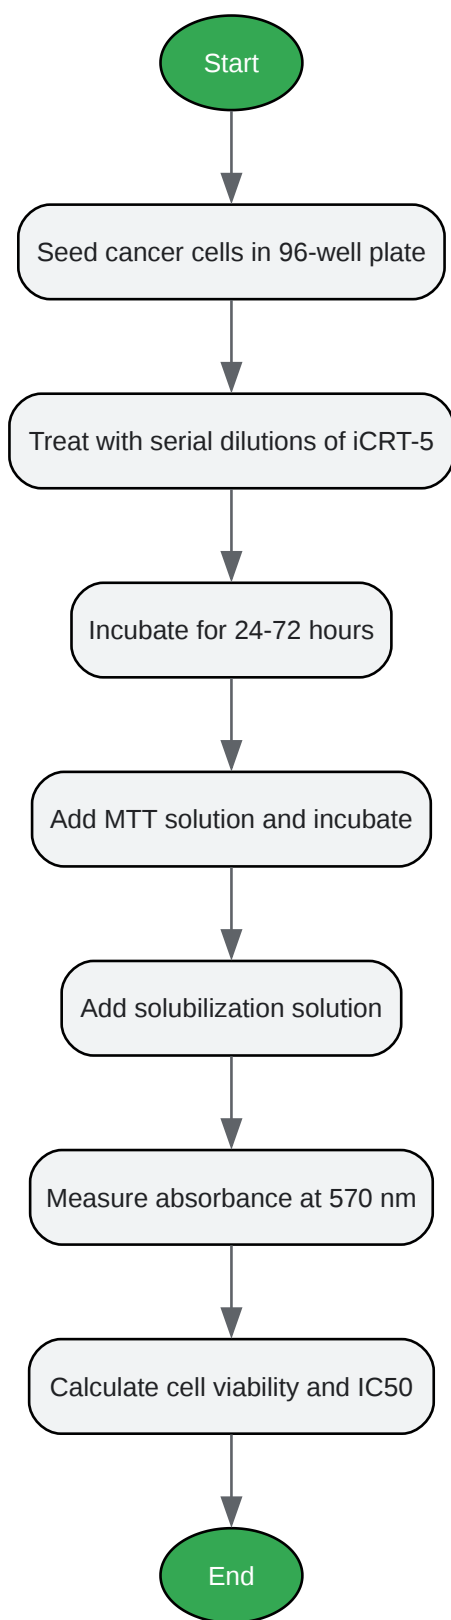 Start
Seed cancer cells in 96-well plate
Treat with serial dilutions of iCRT-5
Incubate for 24-72 hours
Add MTT solution and incubate
Add solubilization solution
Measure absorbance at 570 nm
Calculate cell viability and IC50
End